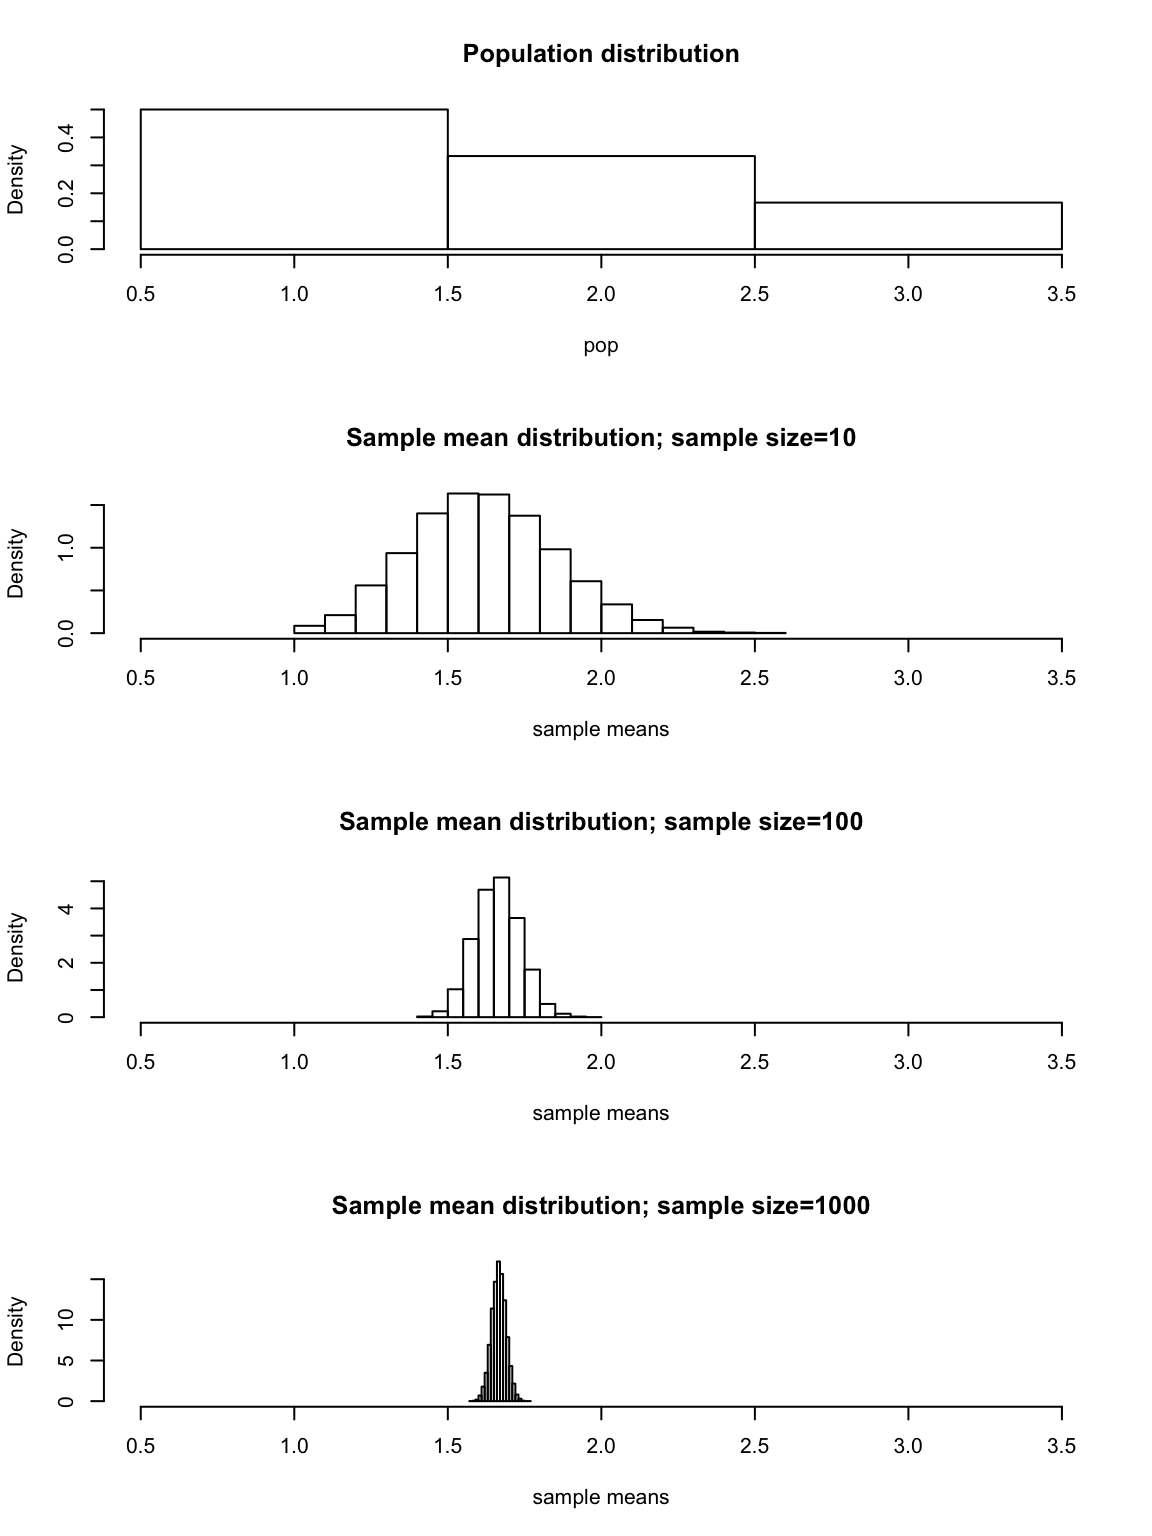 Population distribution
Density
0.0 0.2 0.4
0.5 1.0 1.5 2.0 2.5 3.0 3.5
pop
Sample mean distribution; sample size=10
Density
0.0 1.0
0.5 1.0 1.5 2.0 2.5 3.0 3.5
sample means
Sample mean distribution; sample size=100
Density
0 2 4
0.5 1.0 1.5 2.0 2.5 3.0 3.5
sample means
Sample mean distribution; sample size=1000
Density
0 5 10
0.5 1.0 1.5 2.0 2.5 3.0 3.5
sample means